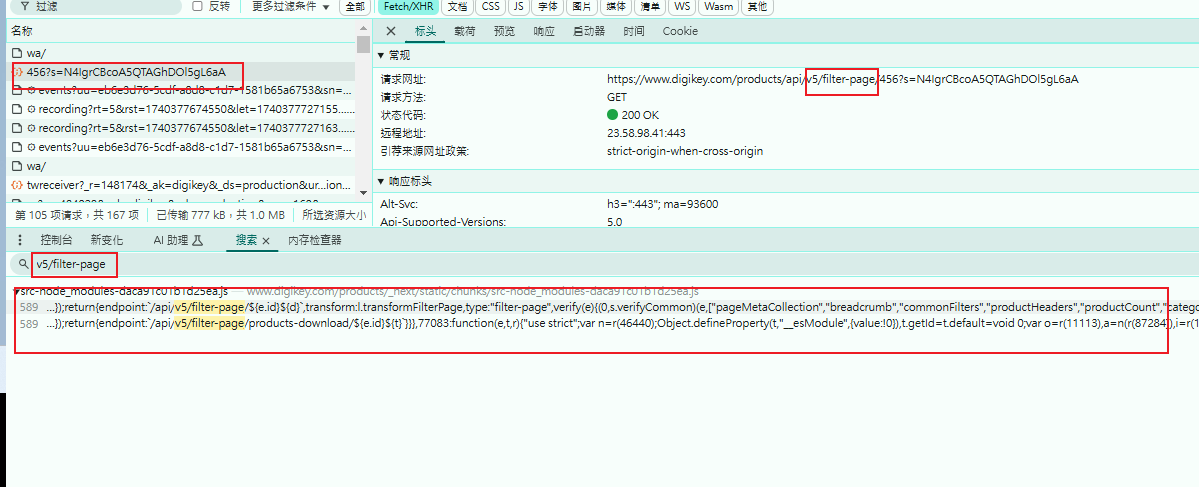 过滤 反转 更多过滤条件 全部 Fetch/XHR 文档 CSS JS 字体 图片 媒体 清单 WS Wasm 其他
名称
wa/
456?s=N4IgrCBcoA5QTAGhDOl5gL6aA
events?uu=eb6e3d76-5cdf-a8d8-c1d7-1581b65a6753&sn=...
recording?rt=5&rst=1740377674550&let=1740377727155......
recording?rt=5&rst=1740377674550&let=1740377727163......
events?uu=eb6e3d76-5cdf-a8d8-c1d7-1581b65a6753&sn=...
wa/
twreceiver?_r=148174&_ak=digikey&_ds=production&ur...ion...
第 105 项请求，共 167 项 已传输 777 kB，共 1.0 MB 所选资源大小
标头 载荷 预览 响应 启动器 时间 Cookie
常规
请求网址: https://www.digikey.com/products/api/v5/filter-page/456?s=N4IgrCBcoA5QTAGhDOl5gL6aA
请求方法: GET
状态代码: 200 OK
远程地址: 23.58.98.41:443
引荐来源网址政策: strict-origin-when-cross-origin
响应标头
Alt-Svc: h3=":443"; ma=93600
Api-Supported-Versions: 5.0
控制台 新变化 AI 助理 搜索 内存检查器
v5/filter-page
src-node_modules-daca91c01b1d25ea.js — www.digikey.com/products/_next/static/chunks/src-node_modules-daca91c01b1d25ea.js
589 ...});return{endpoint:`/api/v5/filter-page/${e.id}${d}`,transform:l.transformFilterPage,type:"filter-page",verify(e){(0,s.verifyCommon)(e,["pageMetaCollection","breadcrumb","commonFilters","productHeaders","productCount","catego
589 ...});return{endpoint:`/api/v5/filter-page/products-download/${e.id}${t}`}}},77083:function(e,t,r){"use strict";var n=r(46440);Object.defineProperty(t,"__esModule",{value:!0}),t.getId=t.default=void 0;var o=r(11113),a=n(r(87284)),i=r(1